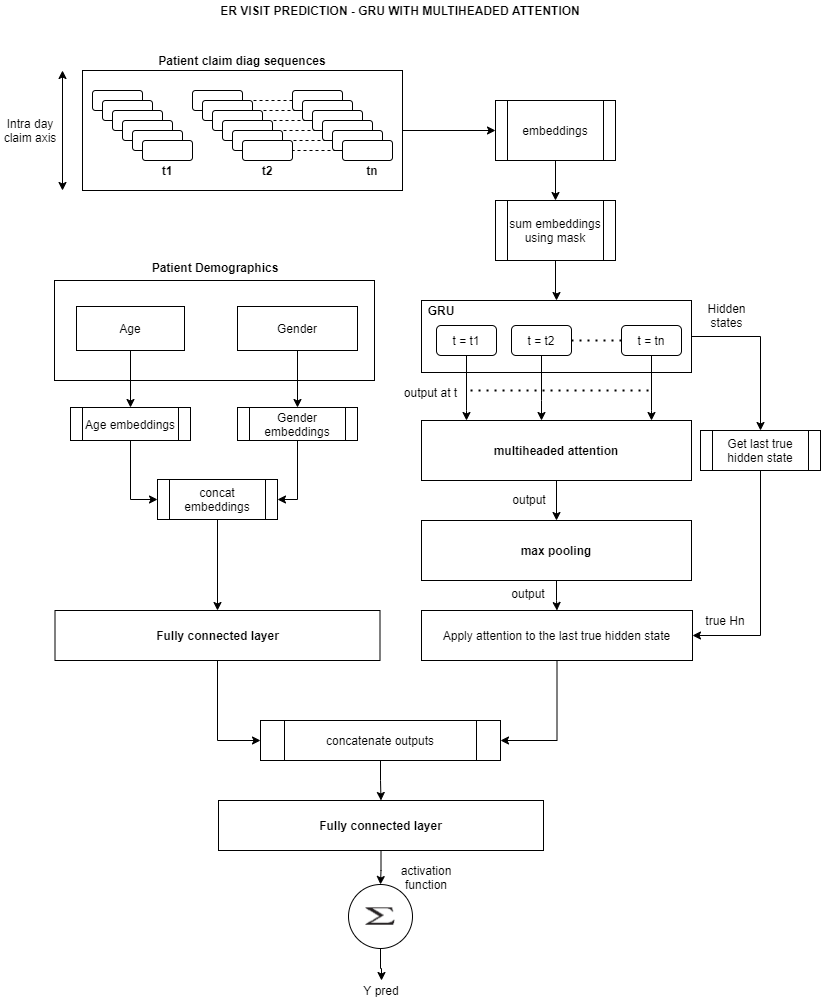 ER VISIT PREDICTION - GRU WITH MULTIHEADED ATTENTION
Patient claim diag sequences
Intra day
claim axis
t1
t2
tn
embeddings
sum embeddings
using mask
Patient Demographics
Age
Gender
Age embeddings
Gender
embeddings
concat
embeddings
Fully connected layer
GRU
t = t1
t = t2
t = tn
Hidden
states
output at t
multiheaded attention
Get last true
hidden state
output
max pooling
output
Apply attention to the last true hidden state
true Hn
concatenate outputs
Fully connected layer
activation
function
Σ
Y pred